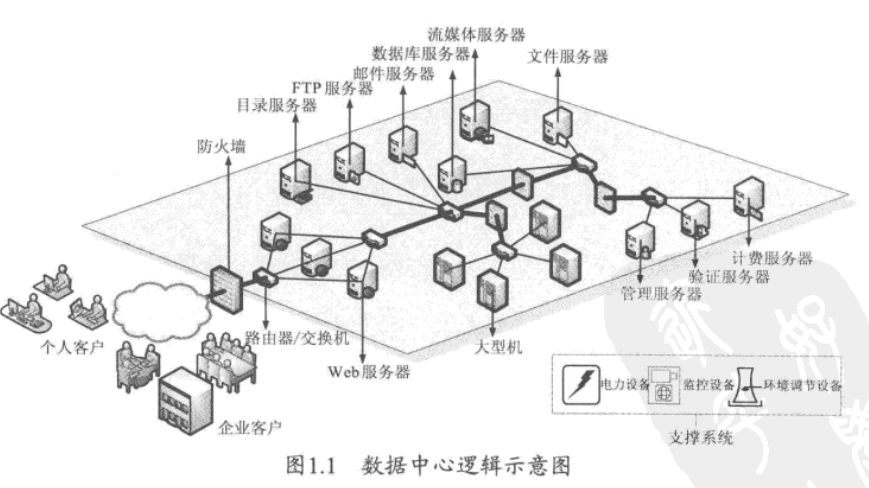 流媒体服务器
数据库服务器
文件服务器
邮件服务器
FTP服务器
目录服务器
防火墙
计费服务器
验证服务器
管理服务器
个人客户
路由器/交换机
大型机
Web服务器
电力设备
监控设备
环境调节设备
企业客户
支撑系统
图1.1 数据中心逻辑示意图